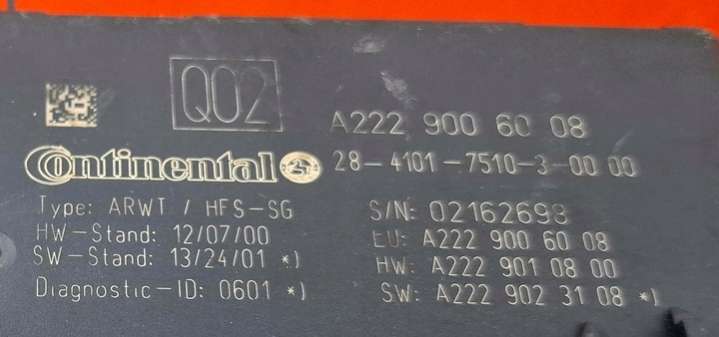 Q02
A222 900 60 08
Continental 28-4101-7510-3-00 00
Type: ARWT / HFS-SG S/N: 02162698
HW-Stand: 12/07/00 EU: A222 900 60 08
SW-Stand: 13/24/01 *) HW: A222 901 08 00
Diagnostic-ID: 0601 *) SW: A222 902 31 08 *)